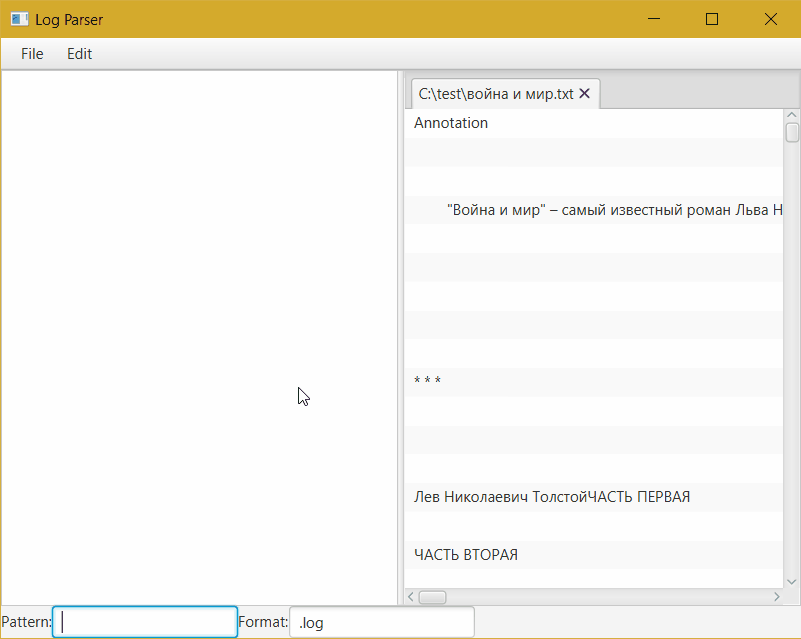 Log Parser
File Edit
C:\test\война и мир.txt
Annotation
"Война и мир" – самый известный роман Льва Н
* * *
Лев Николаевич ТолстойЧАСТЬ ПЕРВАЯ
ЧАСТЬ ВТОРАЯ
Pattern: Format: .log